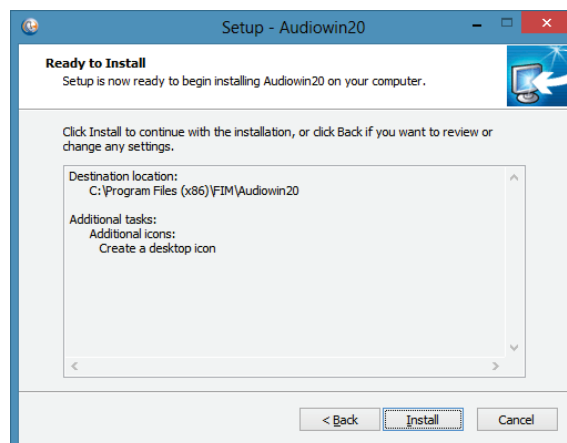 Setup - Audiowin20
Ready to Install
Setup is now ready to begin installing Audiowin20 on your computer.
Click Install to continue with the installation, or click Back if you want to review or
change any settings.
Destination location:
C:\Program Files (x86)\FIM\Audiowin20
Additional tasks:
Additional icons:
Create a desktop icon
< Back
Install
Cancel